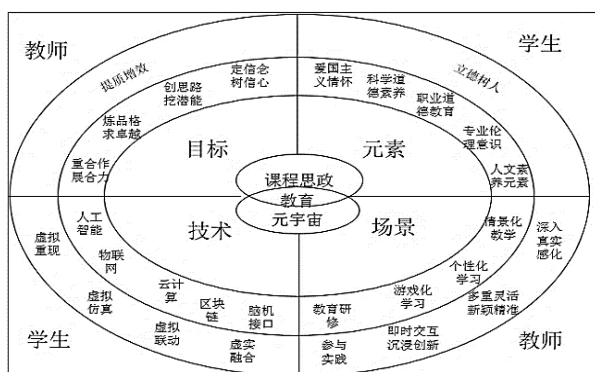 教师
学生
提质增效
立德树人
定信念
树信心
创思路
挖潜能
炼品格
求卓越
重合作
展合力
爱国主
义情怀
科学道
德素养
职业道
德教育
专业伦
理意识
人文素
养元素
目标
元素
课程思政
教育
元宇宙
技术
场景
人工
智能
物联
网
云计
算
区块
链
脑机
接口
情景化
教学
个性化
学习
游戏化
学习
教育研
修
虚拟
重现
虚拟
仿真
虚拟
联动
虚实
融合
深入
真实
感化
多重灵活
新颖精准
即时交互
沉浸创新
参与
实践
学生
教师